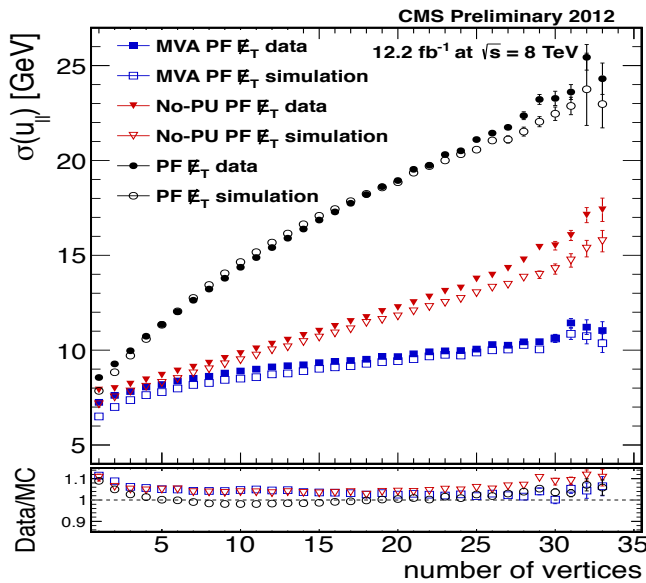 CMS Preliminary 2012
12.2 fb-1 at √s = 8 TeV
MVA PF E̸T data
MVA PF E̸T simulation
No-PU PF E̸T data
No-PU PF E̸T simulation
PF E̸T data
PF E̸T simulation
σ(u||) [GeV]
25
20
15
10
5
Data/MC
1.1
1
0.9
5 10 15 20 25 30 35
number of vertices